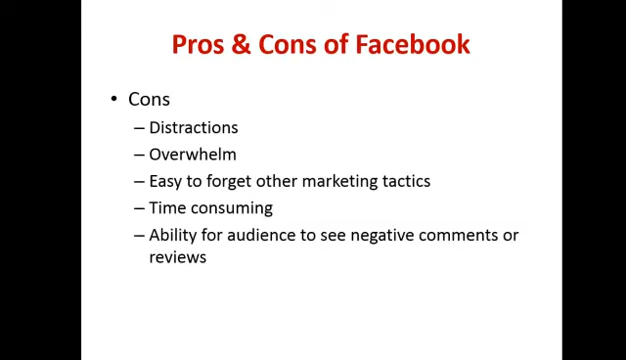 Pros & Cons of Facebook
• Cons
– Distractions
– Overwhelm
– Easy to forget other marketing tactics
– Time consuming
– Ability for audience to see negative comments or
reviews